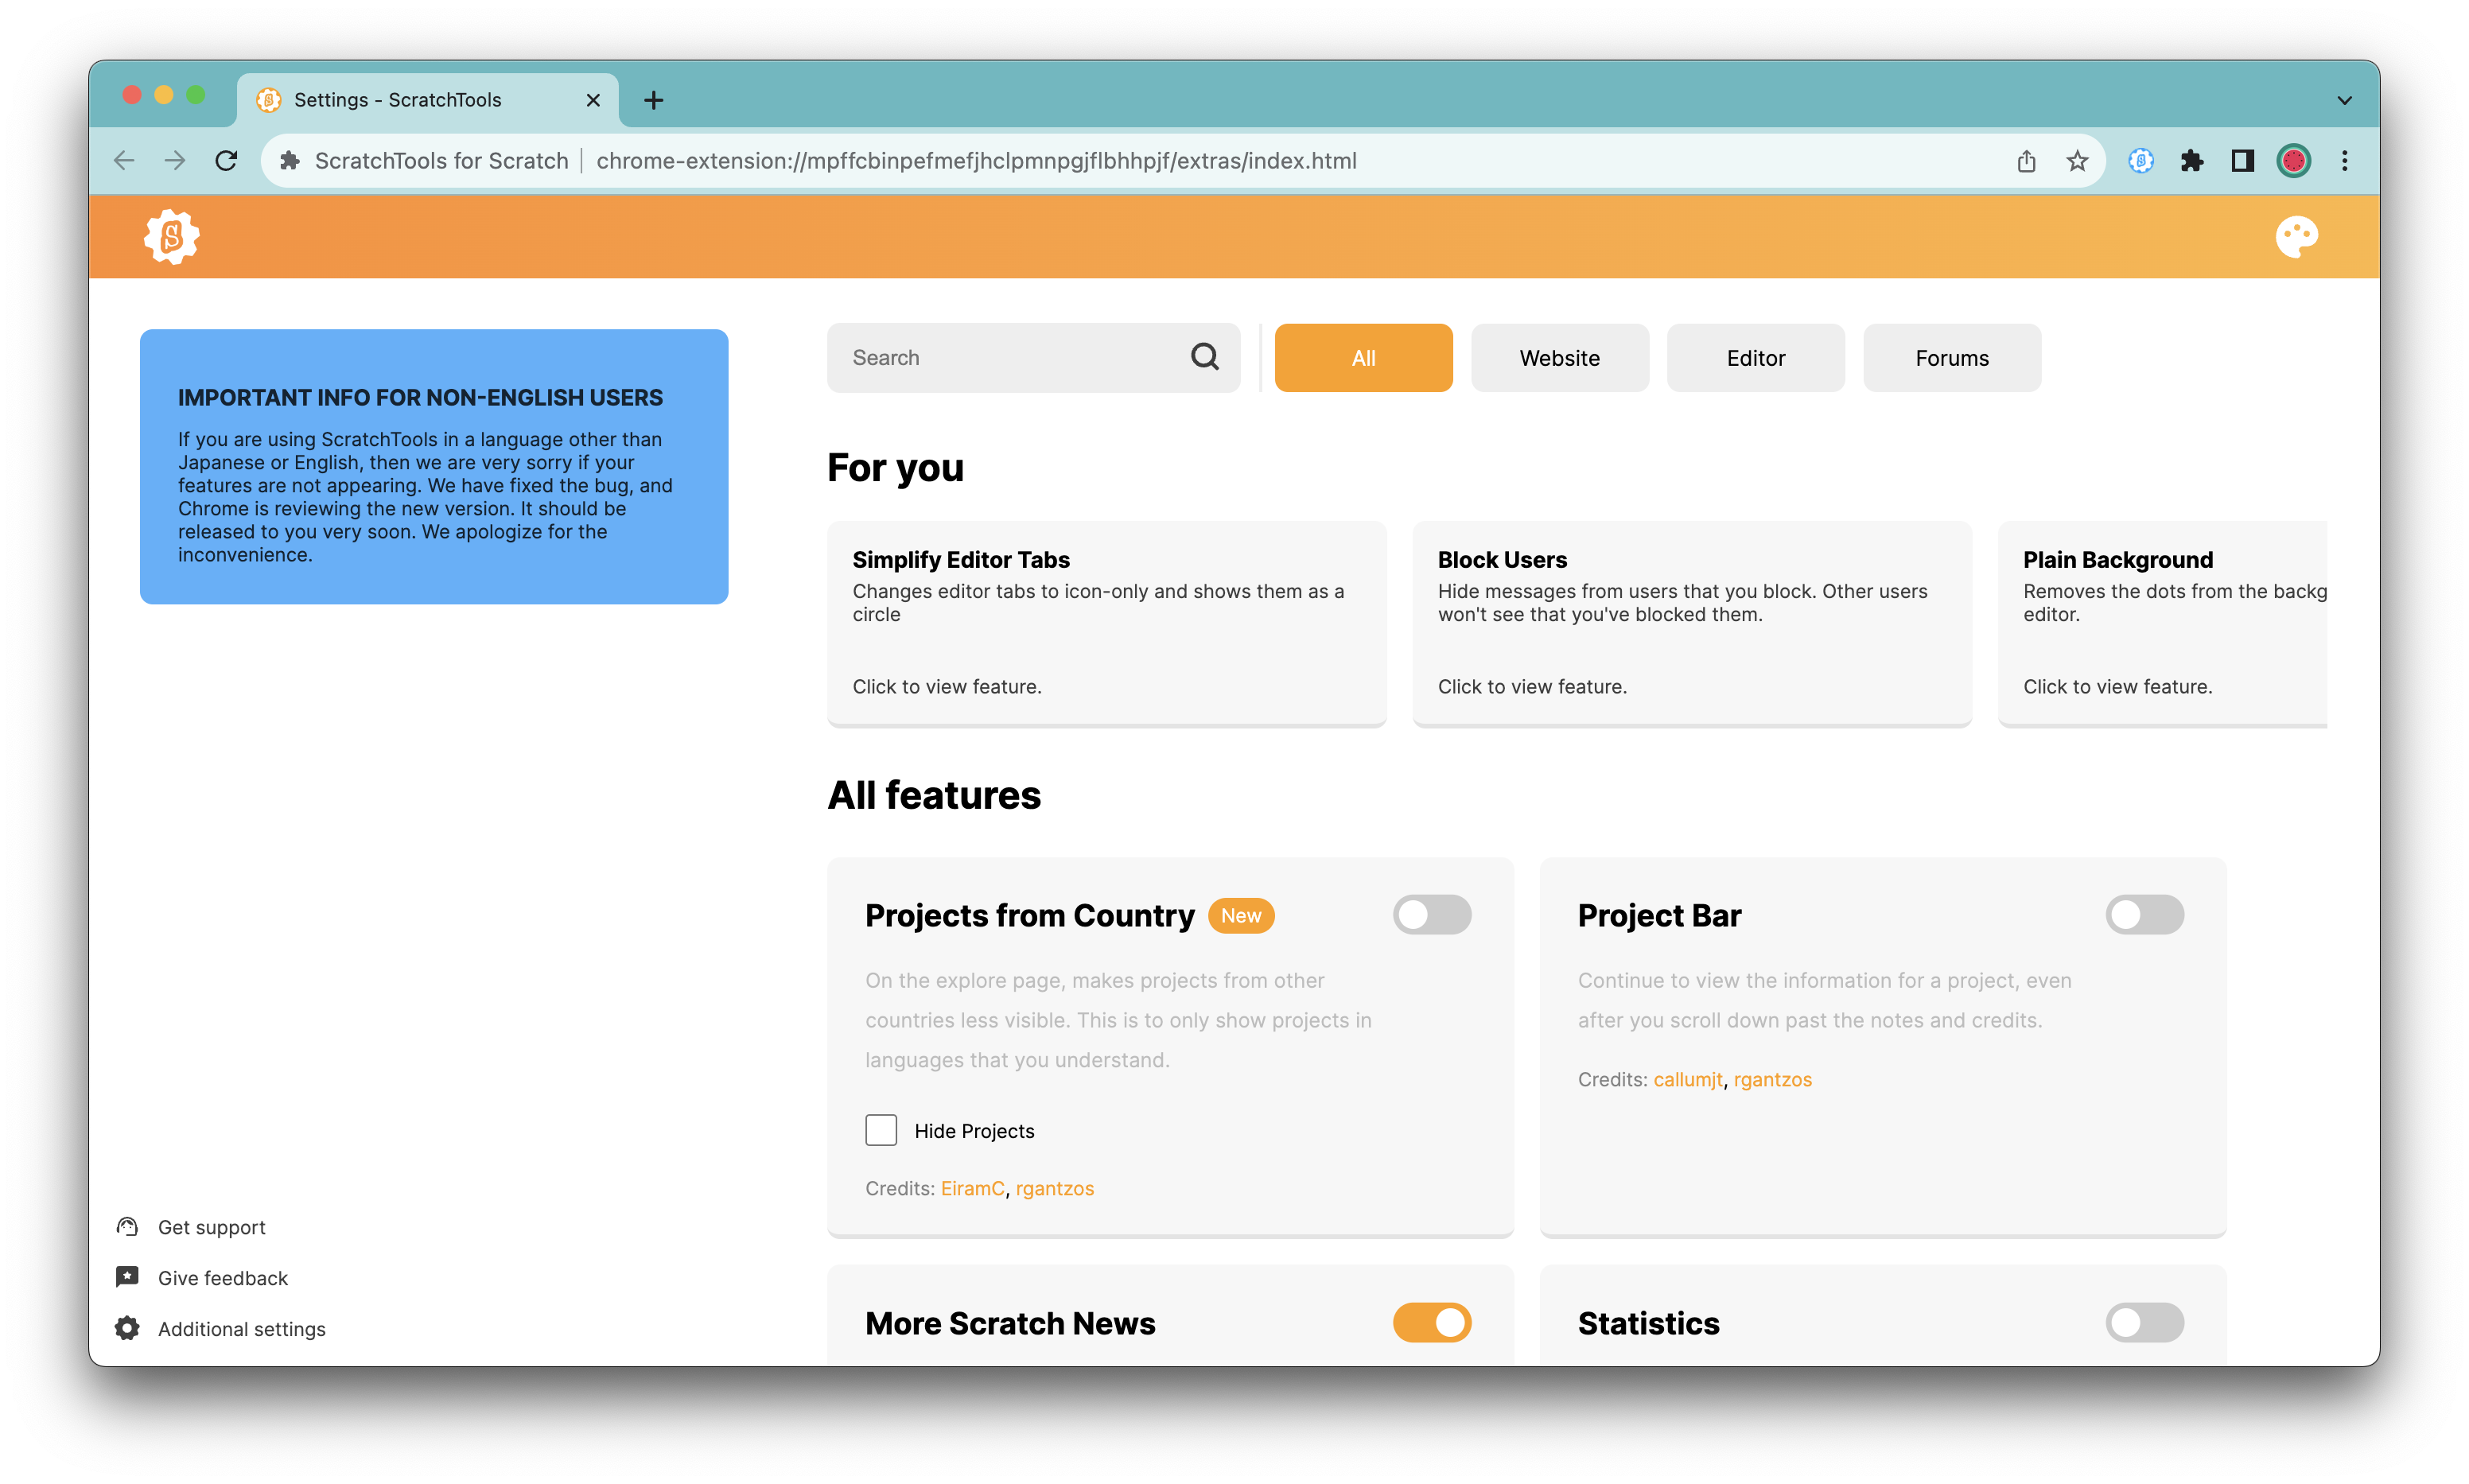 Settings - ScratchTools
ScratchTools for Scratch | chrome-extension://mpffcbinpefmefjhclpmnpgjflbhhpjf/extras/index.html
S
IMPORTANT INFO FOR NON-ENGLISH USERS
If you are using ScratchTools in a language other than
Japanese or English, then we are very sorry if your
features are not appearing. We have fixed the bug, and
Chrome is reviewing the new version. It should be
released to you very soon. We apologize for the
inconvenience.
Get support
Give feedback
Additional settings
Search
All
Website
Editor
Forums
For you
Simplify Editor Tabs
Changes editor tabs to icon-only and shows them as a
circle
Click to view feature.
Block Users
Hide messages from users that you block. Other users
won't see that you've blocked them.
Click to view feature.
Plain Background
Removes the dots from the backg
editor.
Click to view feature.
All features
Projects from Country New
On the explore page, makes projects from other
countries less visible. This is to only show projects in
languages that you understand.
Hide Projects
Credits: EiramC, rgantzos
Project Bar
Continue to view the information for a project, even
after you scroll down past the notes and credits.
Credits: callumjt, rgantzos
More Scratch News
Statistics